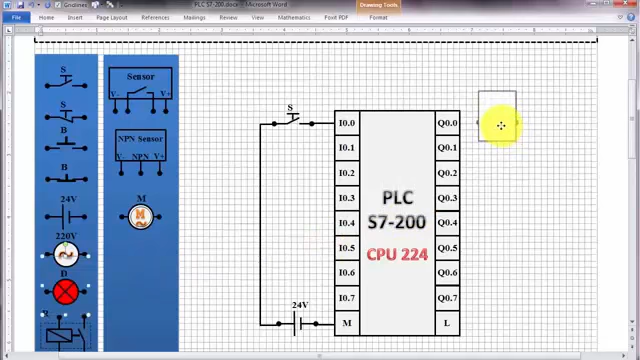 PLC S7-200.docx - Microsoft Word
Drawing Tools
Gridlines
File
Home
Insert
Page Layout
References
Mailings
Review
View
Mathematics
Foxit PDF
Format
S
S
B
B
24V
220V
D
R
Sensor
V-
V+
NPN Sensor
V-
NPN
V+
M
M
S
24V
I0.0
I0.1
I0.2
I0.3
I0.4
I0.5
I0.6
I0.7
M
PLC
S7-200
CPU 224
Q0.0
Q0.1
Q0.2
Q0.3
Q0.4
Q0.5
Q0.6
Q0.7
L